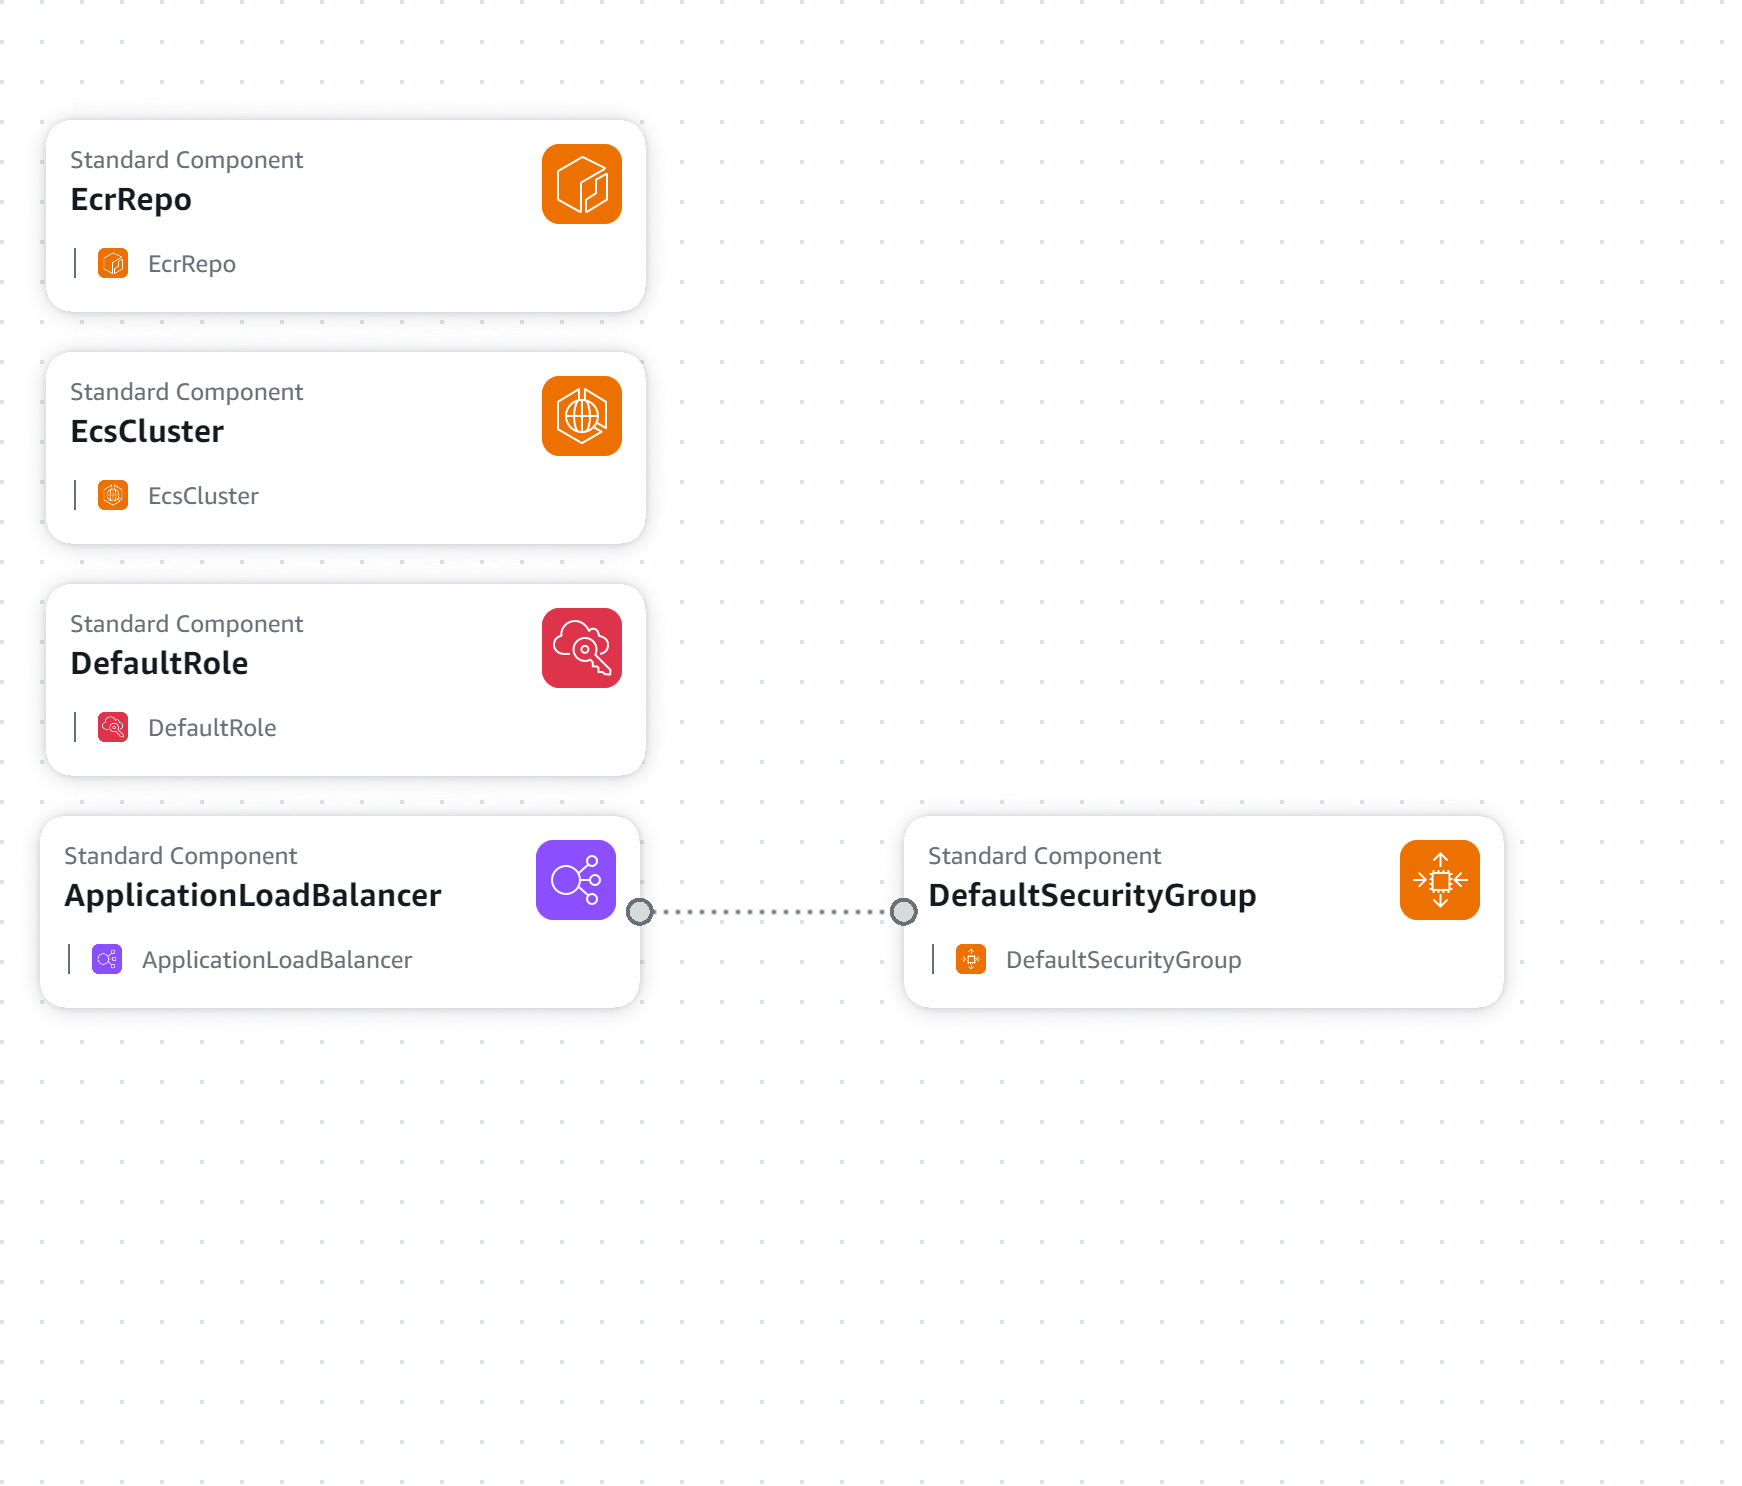 Standard Component
EcrRepo
EcrRepo
Standard Component
EcsCluster
EcsCluster
Standard Component
DefaultRole
DefaultRole
Standard Component
ApplicationLoadBalancer
ApplicationLoadBalancer
Standard Component
DefaultSecurityGroup
DefaultSecurityGroup